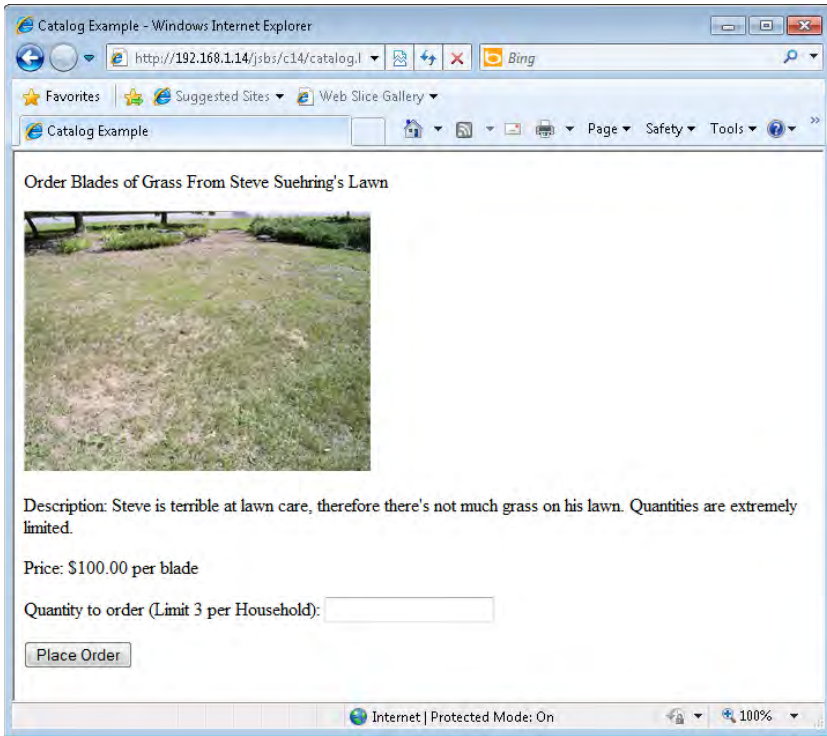 Catalog Example - Windows Internet Explorer
http://192.168.1.14/jsbs/c14/catalog.l
Bing
Favorites
Suggested Sites
Web Slice Gallery
Catalog Example
Page
Safety
Tools
»
Order Blades of Grass From Steve Suehring's Lawn
Description: Steve is terrible at lawn care, therefore there's not much grass on his lawn. Quantities are extremely
limited.
Price: $100.00 per blade
Quantity to order (Limit 3 per Household):
Place Order
Internet | Protected Mode: On
100%